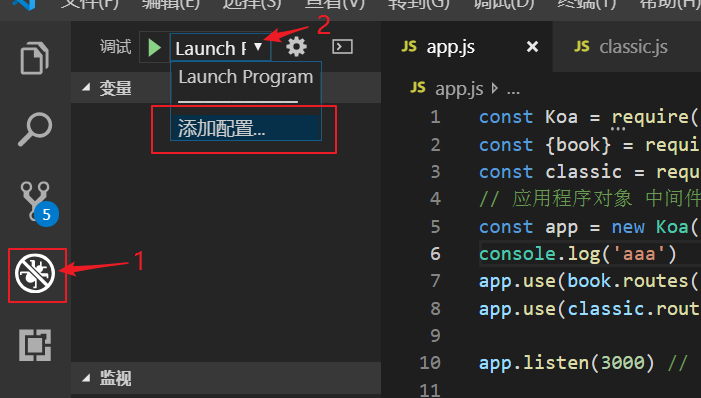 文件(F) 编辑(E) 选择(S) 查看(V) 转到(G) 调试(D) 终端(T) 帮助(H)
调试 Launch F 2
JS app.js × JS classic.js
Launch Program
变量
添加配置...
JS app.js > ...
1 const Koa = require(
2 const {book} = requi
3 const classic = requ
4 // 应用程序对象 中间件
5 const app = new Koa(
6 console.log('aaa')
7 app.use(book.routes(
8 app.use(classic.rout
9
10 app.listen(3000) //
11
5
1
监视